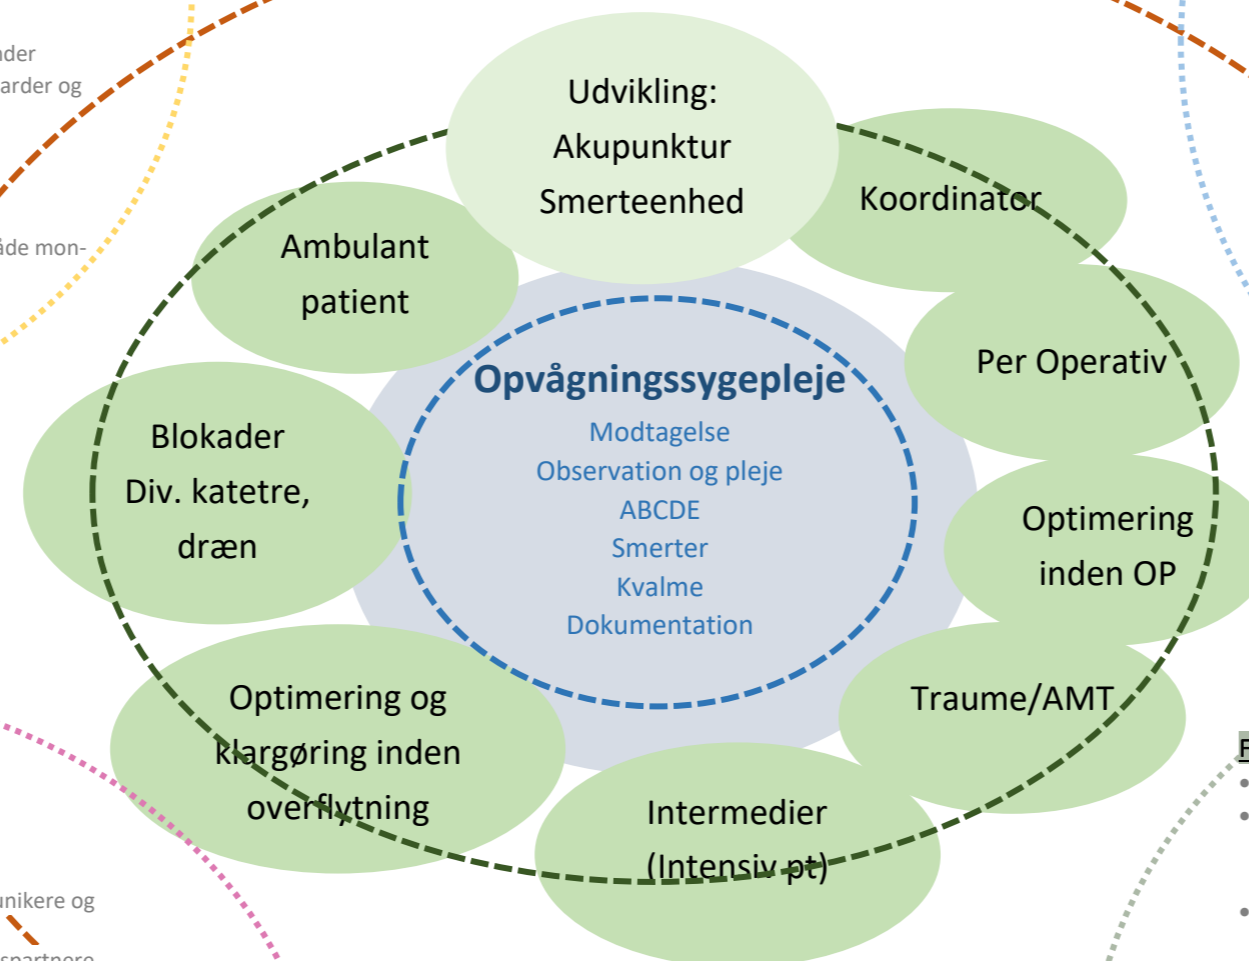 nder
arder og
åde mon-
unikere og
spartnere
Udvikling:
Akupunktur
Smerteenhed
Koordinator
Per Operativ
Optimering
inden OP
Traume/AMT
Intermedier
(Intensiv pt)
Optimering og
klargøring inden
overflytning
Blokader
Div. katetre,
dræn
Ambulant
patient
Opvågningssygepleje
Modtagelse
Observation og pleje
ABCDE
Smerter
Kvalme
Dokumentation
F
•
•
•